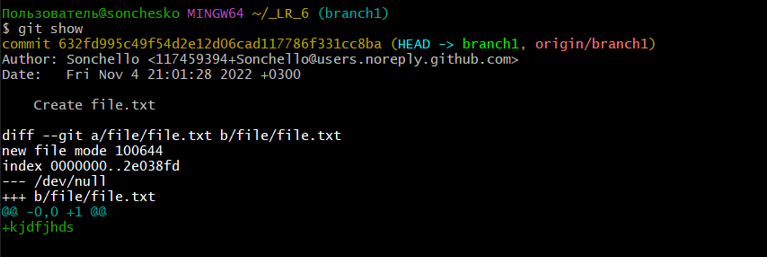 Пользователь@sonchesko MINGW64 ~/_LR_6 (branch1)
$ git show
commit 632fd995c49f54d2e12d06cad117786f331cc8ba (HEAD -> branch1, origin/branch1)
Author: Sonchello <117459394+Sonchello@users.noreply.github.com>
Date:   Fri Nov 4 21:01:28 2022 +0300
    Create file.txt
diff --git a/file/file.txt b/file/file.txt
new file mode 100644
index 0000000..2e038fd
--- /dev/null
+++ b/file/file.txt
@@ -0,0 +1 @@
+kjdfjhds